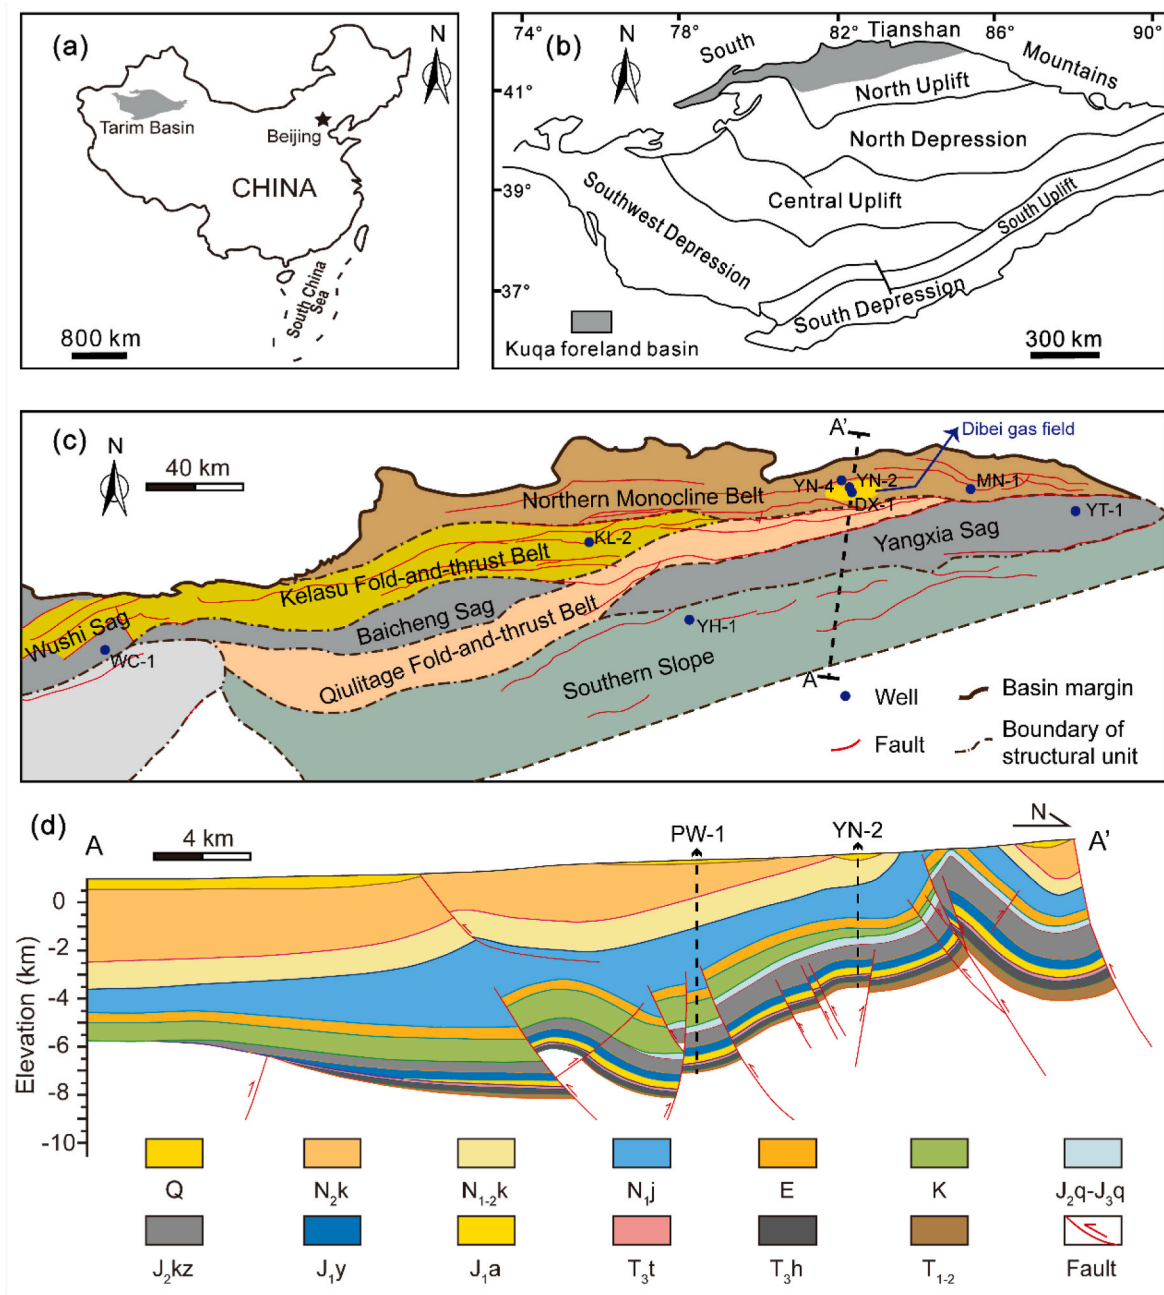 (a)
N
Tarim Basin
Beijing
CHINA
South China
Sea
800 km
74°
78°
82°
86°
90°
(b)
N
South
Tianshan
Mountains
41°
39°
37°
North Uplift
North Depression
Central Uplift
Southwest Depression
South Uplift
South Depression
Kuqa foreland basin
300 km
(c)
N
40 km
A'
Dibei gas field
Northern Monocline Belt
YN-4
YN-2
MN-1
DX-1
YT-1
KL-2
Yangxia Sag
Kelasu Fold-and-thrust Belt
Baicheng Sag
Wushi Sag
WC-1
Qiulitage Fold-and-thrust Belt
YH-1
Southern Slope
A
Well
Basin margin
Fault
Boundary of
structural unit
(d)
A
4 km
PW-1
YN-2
N
A'
Elevation (km)
0
-2
-4
-6
-8
-10
Q
N₂k
N₁₋₂k
N₁j
E
K
J₂q-J₃q
J₂kz
J₁y
J₁a
T₃t
T₃h
T₁₋₂
Fault